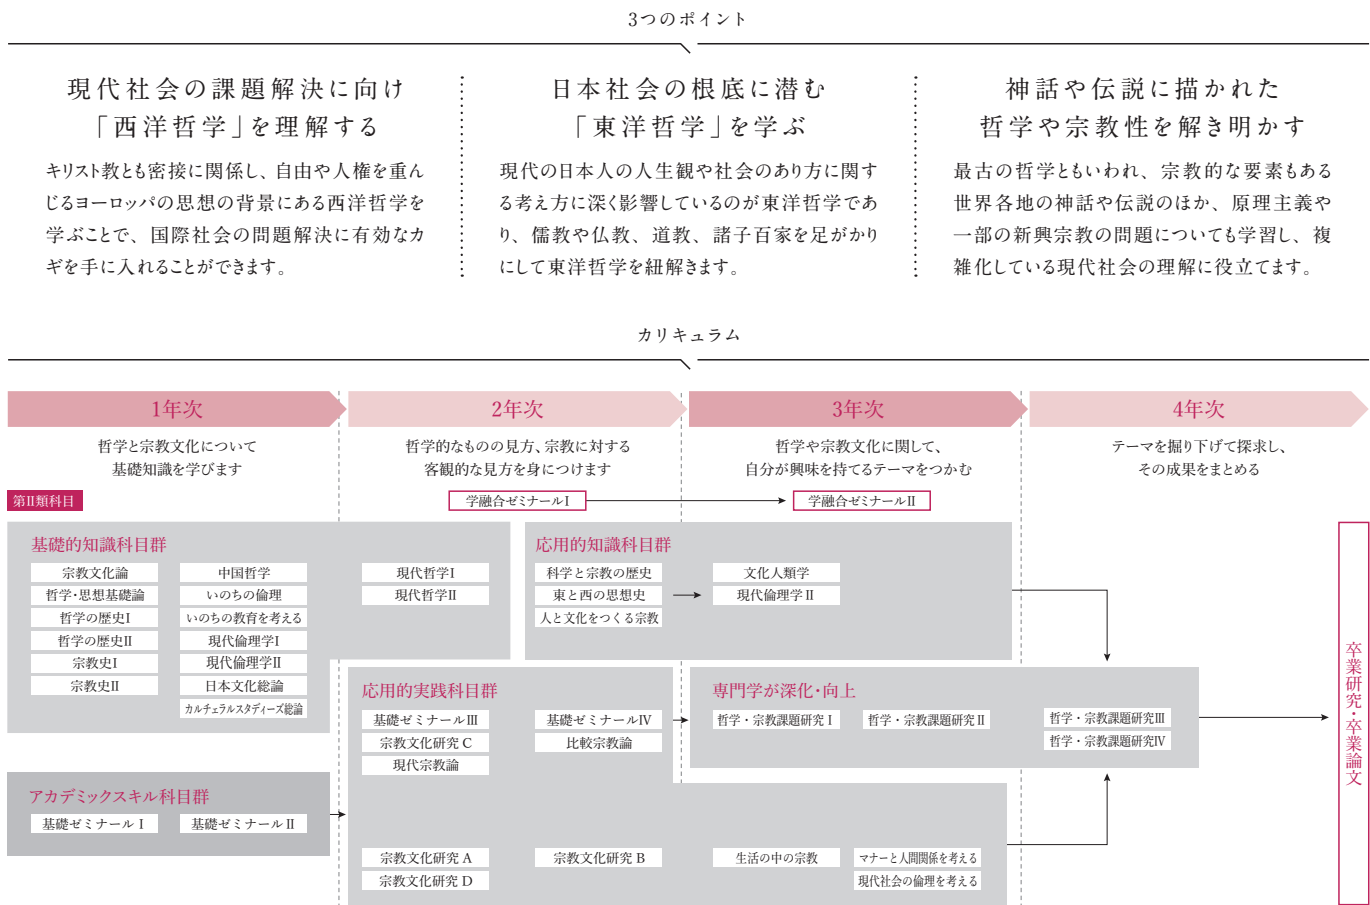 3つのポイント
現代社会の課題解決に向け
「西洋哲学」を理解する
キリスト教とも密接に関係し、自由や人権を重ん
じるヨーロッパの思想の背景にある西洋哲学を
学ぶことで、国際社会の問題解決に有効なカ
ギを手に入れることができます。
日本社会の根底に潜む
「東洋哲学」を学ぶ
現代の日本人の人生観や社会のあり方に関す
る考え方に深く影響しているのが東洋哲学であ
り、儒教や仏教、道教、諸子百家を足がかり
にして東洋哲学を紐解きます。
神話や伝説に描かれた
哲学や宗教性を解き明かす
最古の哲学ともいわれ、宗教的な要素もある
世界各地の神話や伝説のほか、原理主義や
一部の新興宗教の問題についても学習し、複
雑化している現代社会の理解に役立てます。
カリキュラム
1年次
2年次
3年次
4年次
哲学と宗教文化について
基礎知識を学びます
哲学的なものの見方、宗教に対する
客観的な見方を身につけます
哲学や宗教文化に関して、
自分が興味を持てるテーマをつかむ
テーマを掘り下げて探求し、
その成果をまとめる
第II類科目
学融合ゼミナールI
学融合ゼミナールII
基礎的知識科目群
宗教文化論
哲学・思想基礎論
哲学の歴史I
哲学の歴史II
宗教史I
宗教史II
中国哲学
いのちの倫理
いのちの教育を考える
現代倫理学I
現代倫理学II
日本文化総論
カルチェラルスタディーズ総論
現代哲学I
現代哲学II
応用的知識科目群
科学と宗教の歴史
東と西の思想史
人と文化をつくる宗教
文化人類学
現代倫理学II
応用的実践科目群
基礎ゼミナールIII
宗教文化研究 C
現代宗教論
基礎ゼミナールIV
比較宗教論
専門学が深化・向上
哲学・宗教課題研究 I
哲学・宗教課題研究 II
哲学・宗教課題研究III
哲学・宗教課題研究IV
アカデミックスキル科目群
基礎ゼミナール I
基礎ゼミナール II
宗教文化研究 A
宗教文化研究 D
宗教文化研究 B
生活の中の宗教
マナーと人間関係を考える
現代社会の倫理を考える
卒業研究・卒業論文